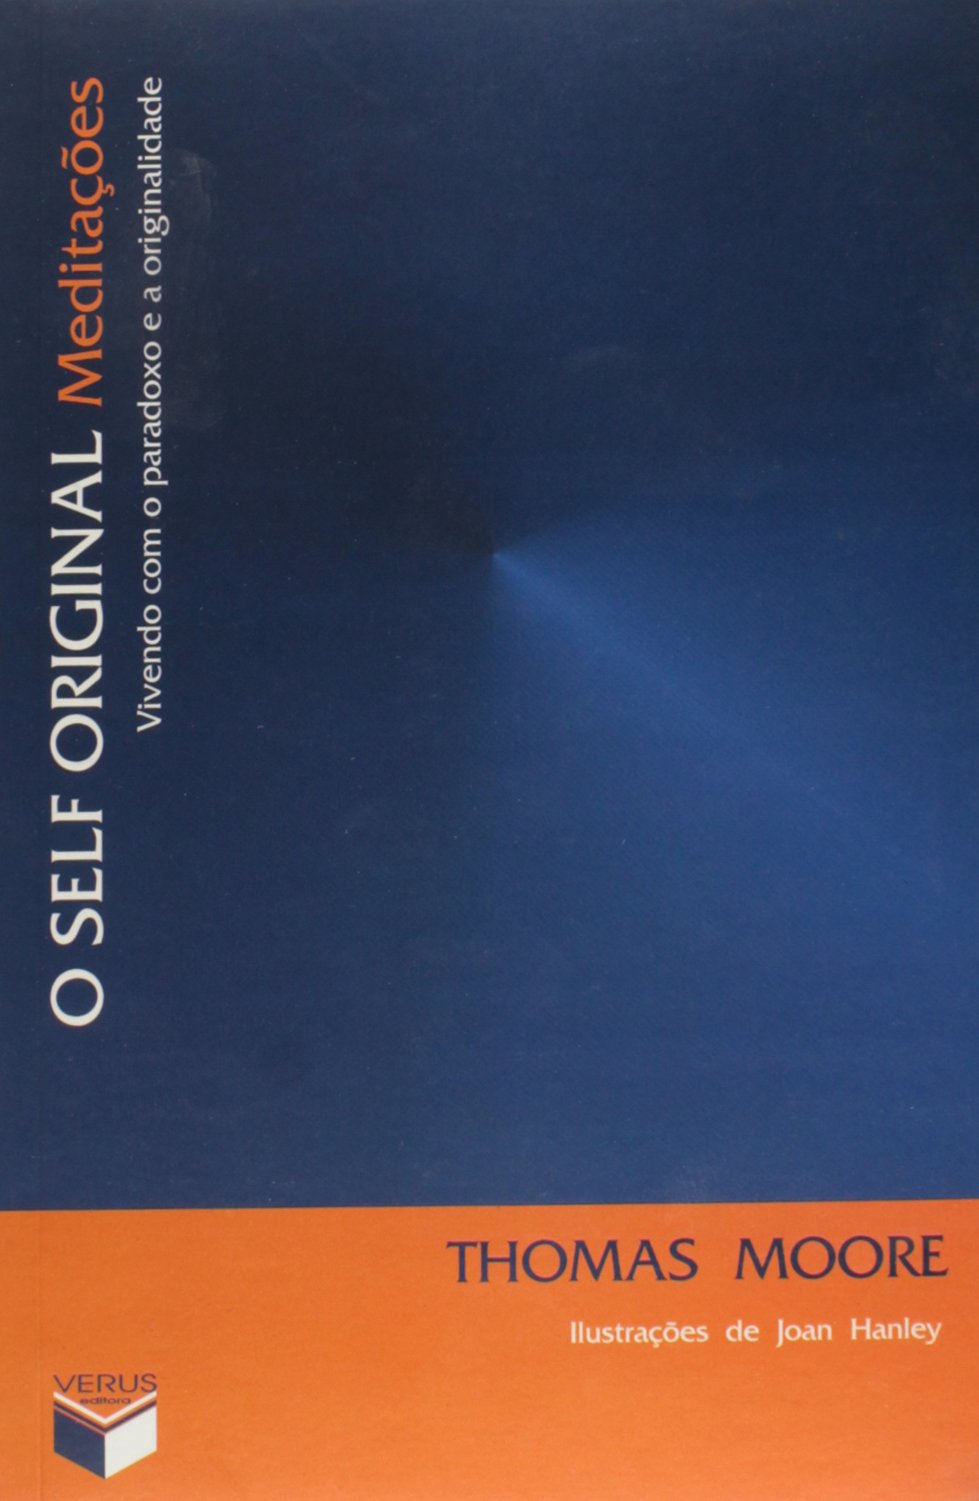 O SELF ORIGINAL Meditações
Vivendo com o paradoxo e a originalidade
THOMAS MOORE
Ilustrações de Joan Hanley
VERUS
editora